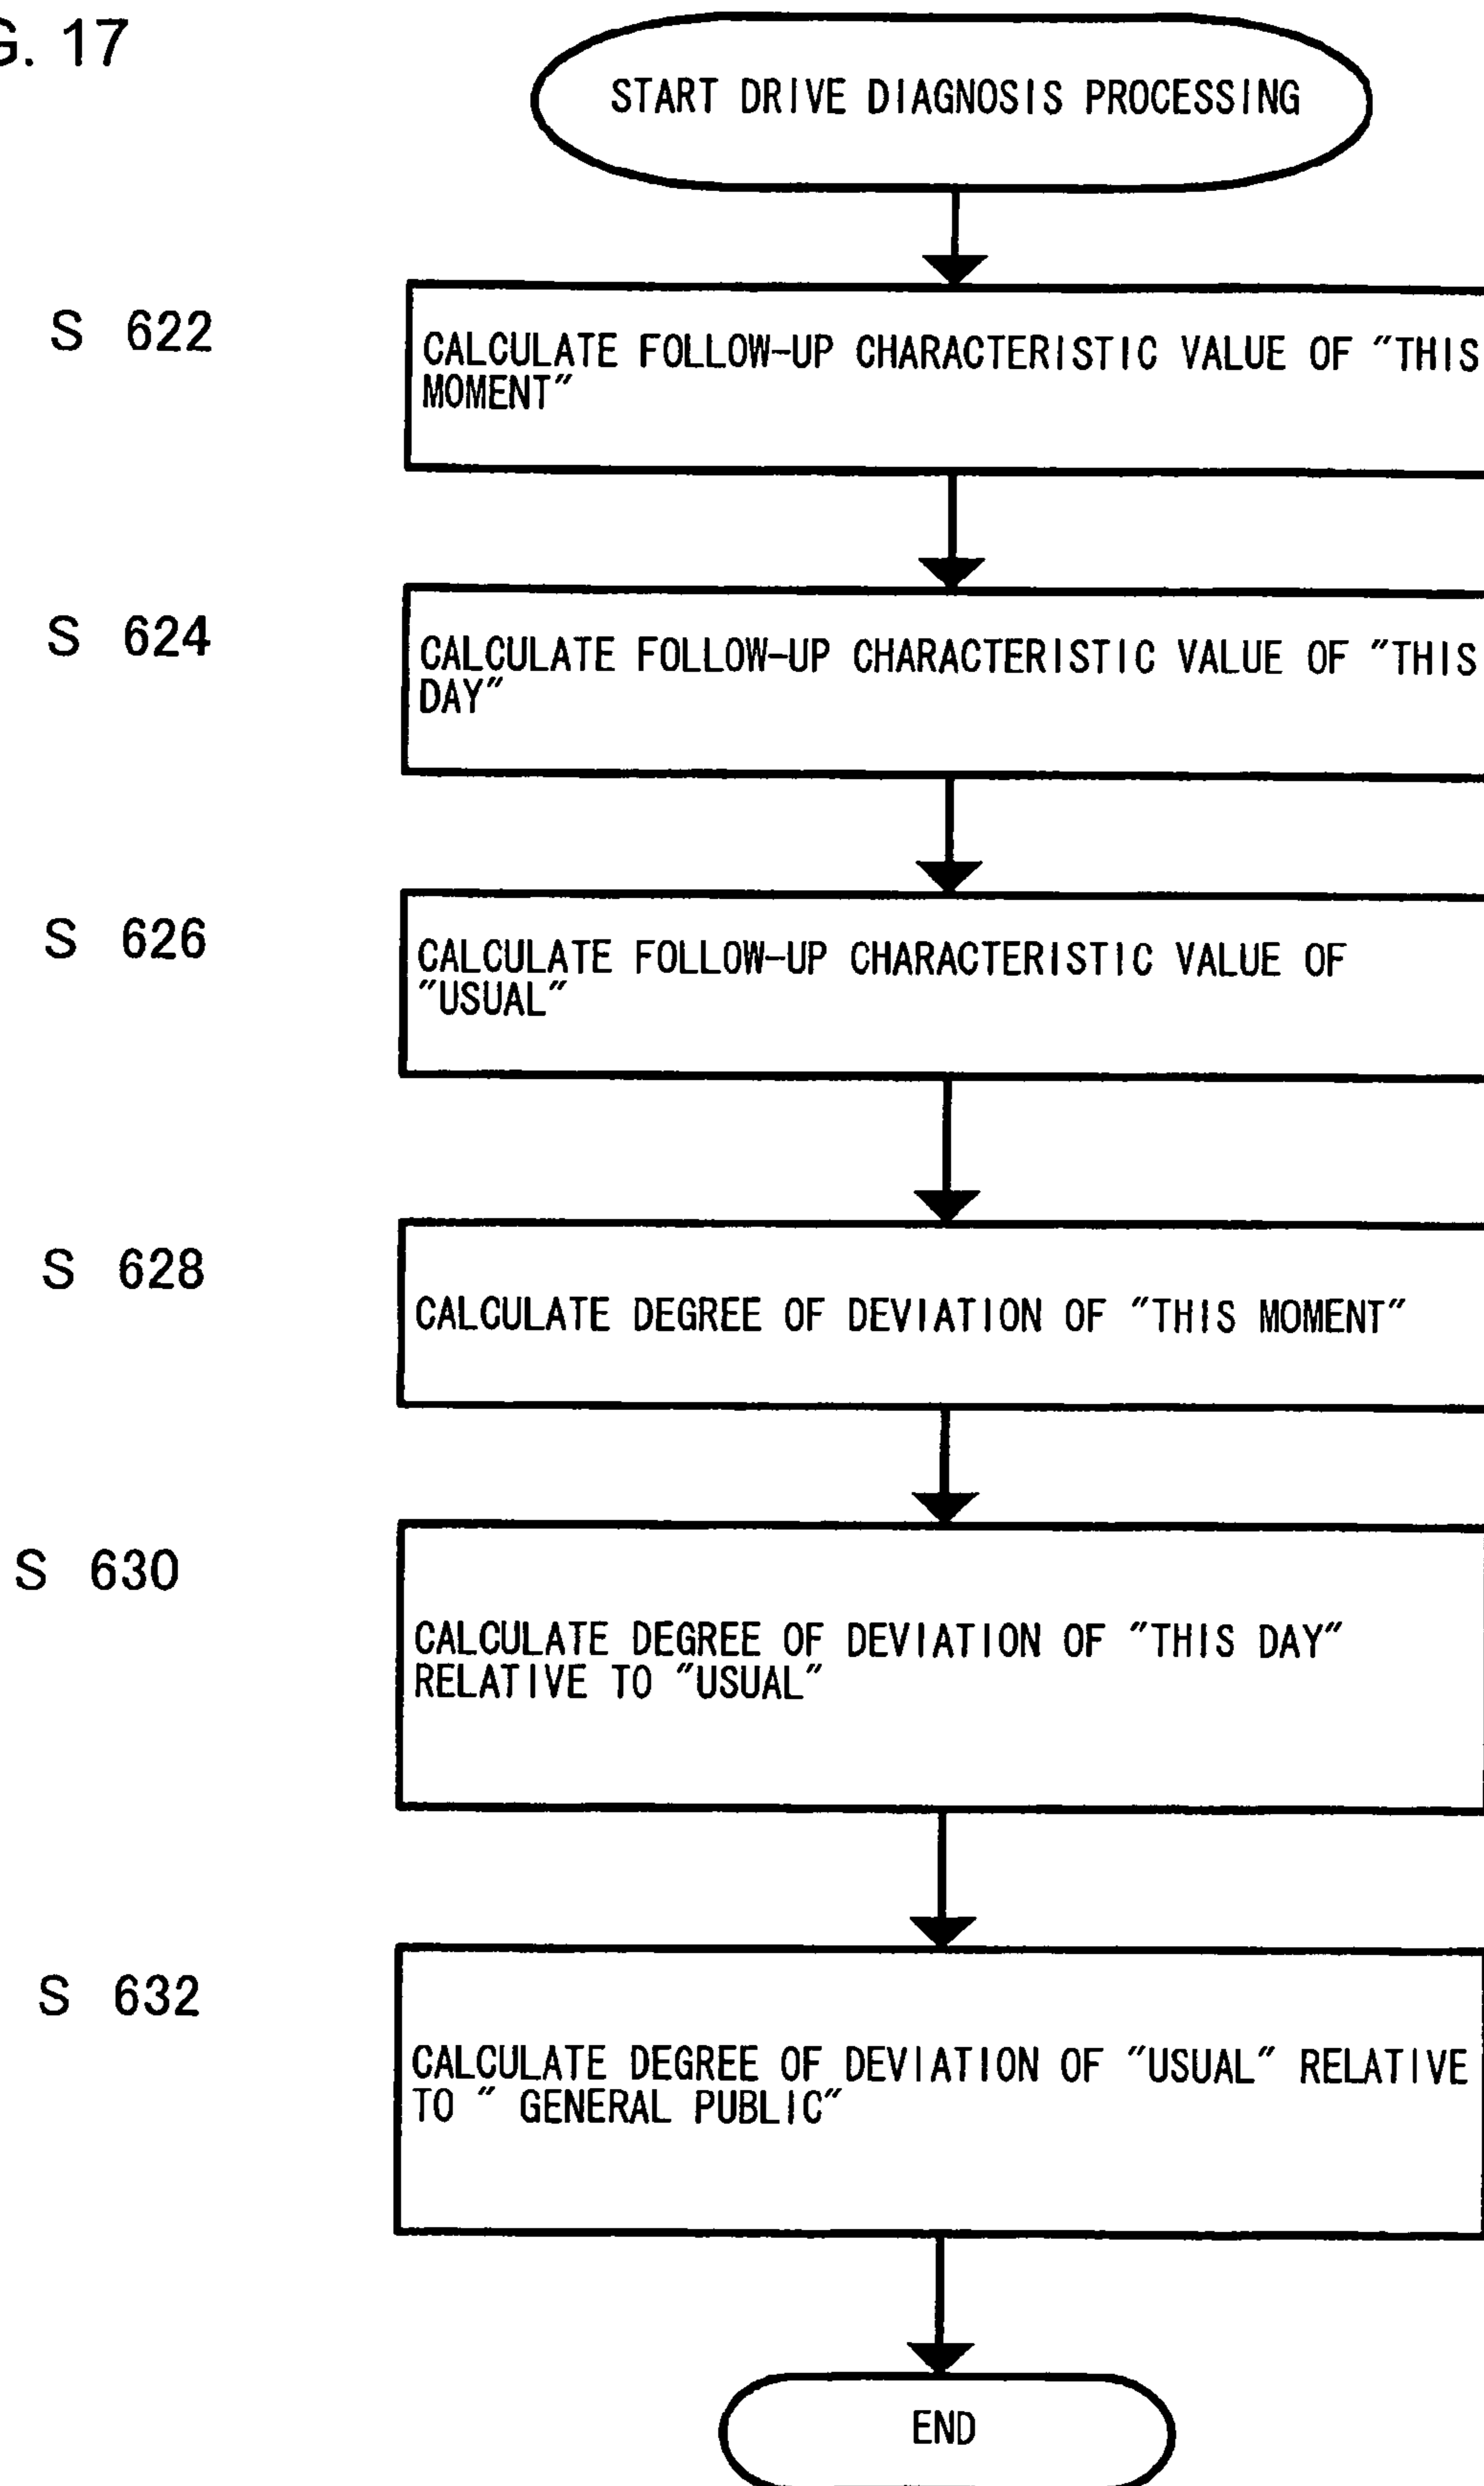 G. 17
START DRIVE DIAGNOSIS PROCESSING
S 622
CALCULATE FOLLOW-UP CHARACTERISTIC VALUE OF "THIS
MOMENT"
S 624
CALCULATE FOLLOW-UP CHARACTERISTIC VALUE OF "THIS
DAY"
S 626
CALCULATE FOLLOW-UP CHARACTERISTIC VALUE OF
"USUAL"
S 628
CALCULATE DEGREE OF DEVIATION OF "THIS MOMENT"
S 630
CALCULATE DEGREE OF DEVIATION OF "THIS DAY"
RELATIVE TO "USUAL"
S 632
CALCULATE DEGREE OF DEVIATION OF "USUAL" RELATIVE
TO " GENERAL PUBLIC"
END